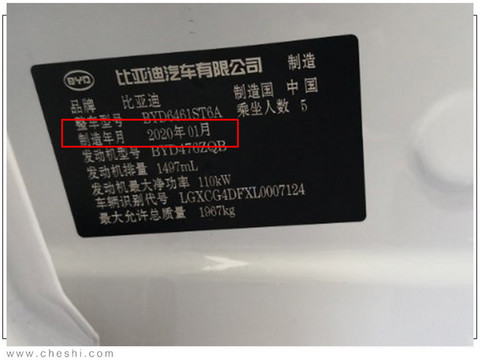 BYD 比亚迪汽车有限公司 制造
品牌 比亚迪 制造国 中国
整车型号 BYD6461ST6A 乘坐人数 5
制造年月 2020年01月
发动机型号 BYD476ZQB
发动机排量 1497mL
发动机最大净功率 110kW
车辆识别代号 LGXCG4DFXL0007124
最大允许总质量 1967kg
www.cheshi.com